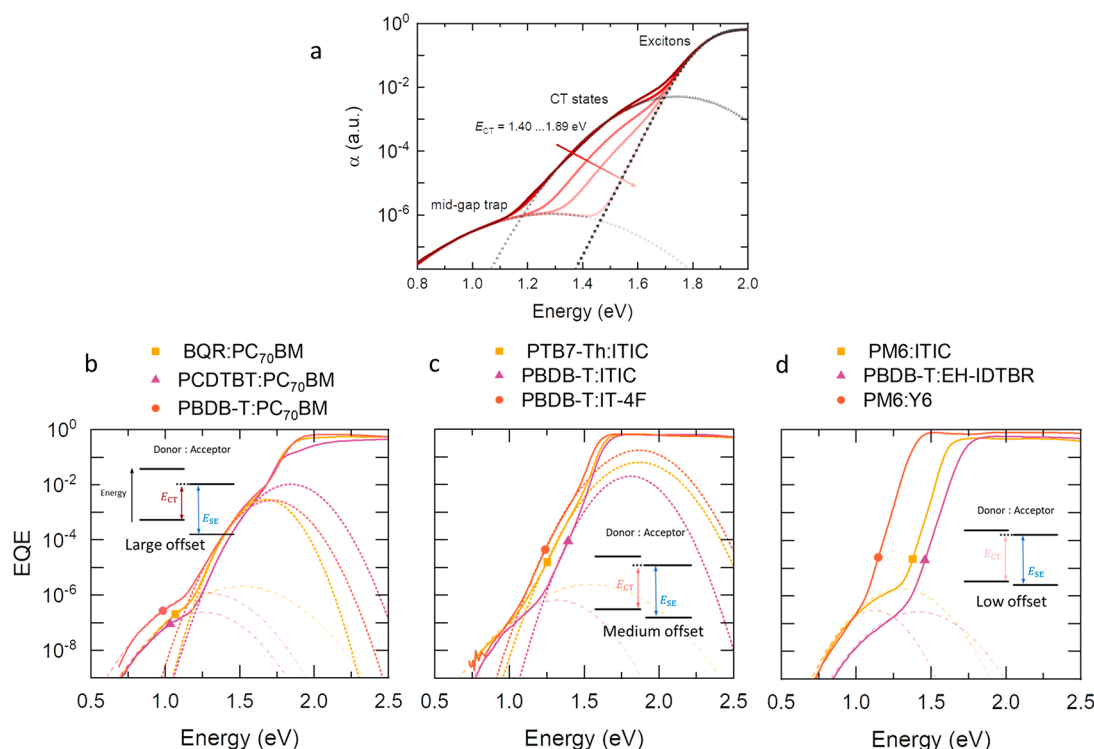 a
10⁰
10⁻²
10⁻⁴
10⁻⁶
α (a.u.)
Excitons
CT states
E_CT = 1.40 ...1.89 eV
mid-gap trap
0.8 1.0 1.2 1.4 1.6 1.8 2.0
Energy (eV)
b
BQR:PC₇₀BM
PCDTBT:PC₇₀BM
PBDB-T:PC₇₀BM
c
PTB7-Th:ITIC
PBDB-T:ITIC
PBDB-T:IT-4F
d
PM6:ITIC
PBDB-T:EH-IDTBR
PM6:Y6
EQE
10⁰
10⁻²
10⁻⁴
10⁻⁶
10⁻⁸
Donor : Acceptor
Energy
E_CT
E_SE
Large offset
0.5 1.0 1.5 2.0 2.5
Energy (eV)
Donor : Acceptor
E_CT
E_SE
Medium offset
0.5 1.0 1.5 2.0 2.5
Energy (eV)
Donor : Acceptor
E_CT
E_SE
Low offset
0.5 1.0 1.5 2.0 2.5
Energy (eV)